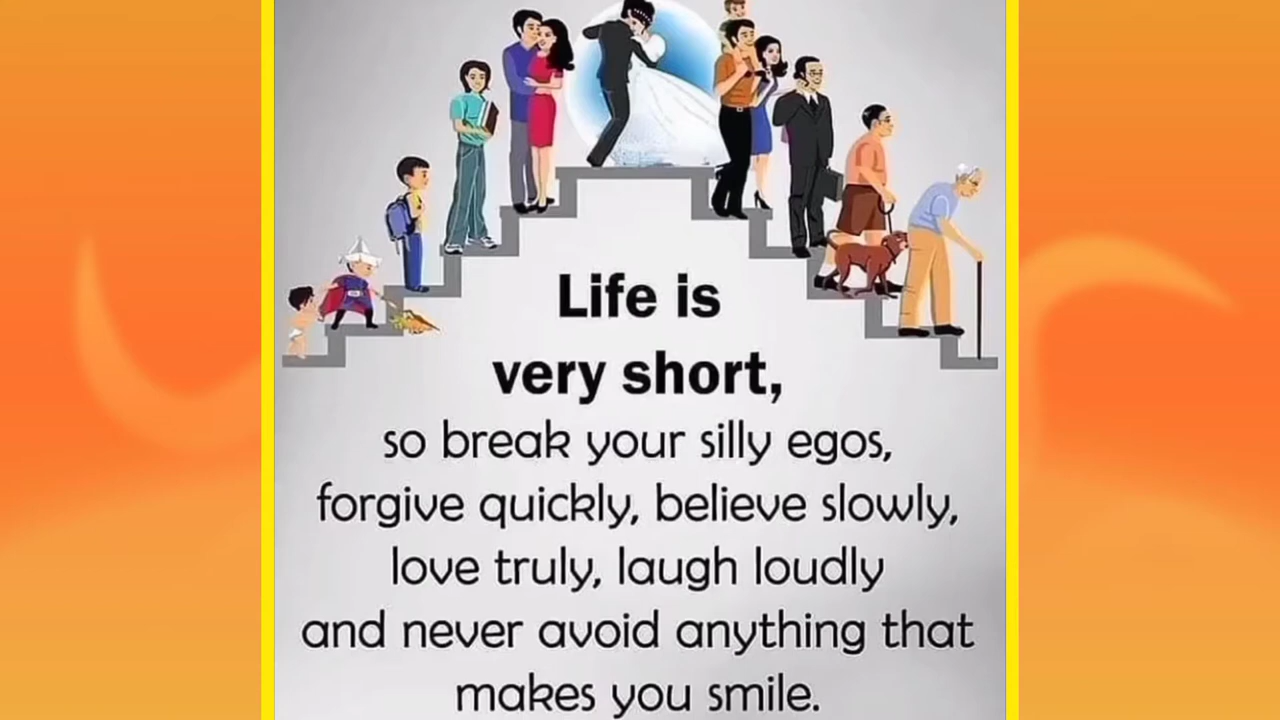 Life is
very short,
so break your silly egos,
forgive quickly, believe slowly,
love truly, laugh loudly
and never avoid anything that
makes you smile.